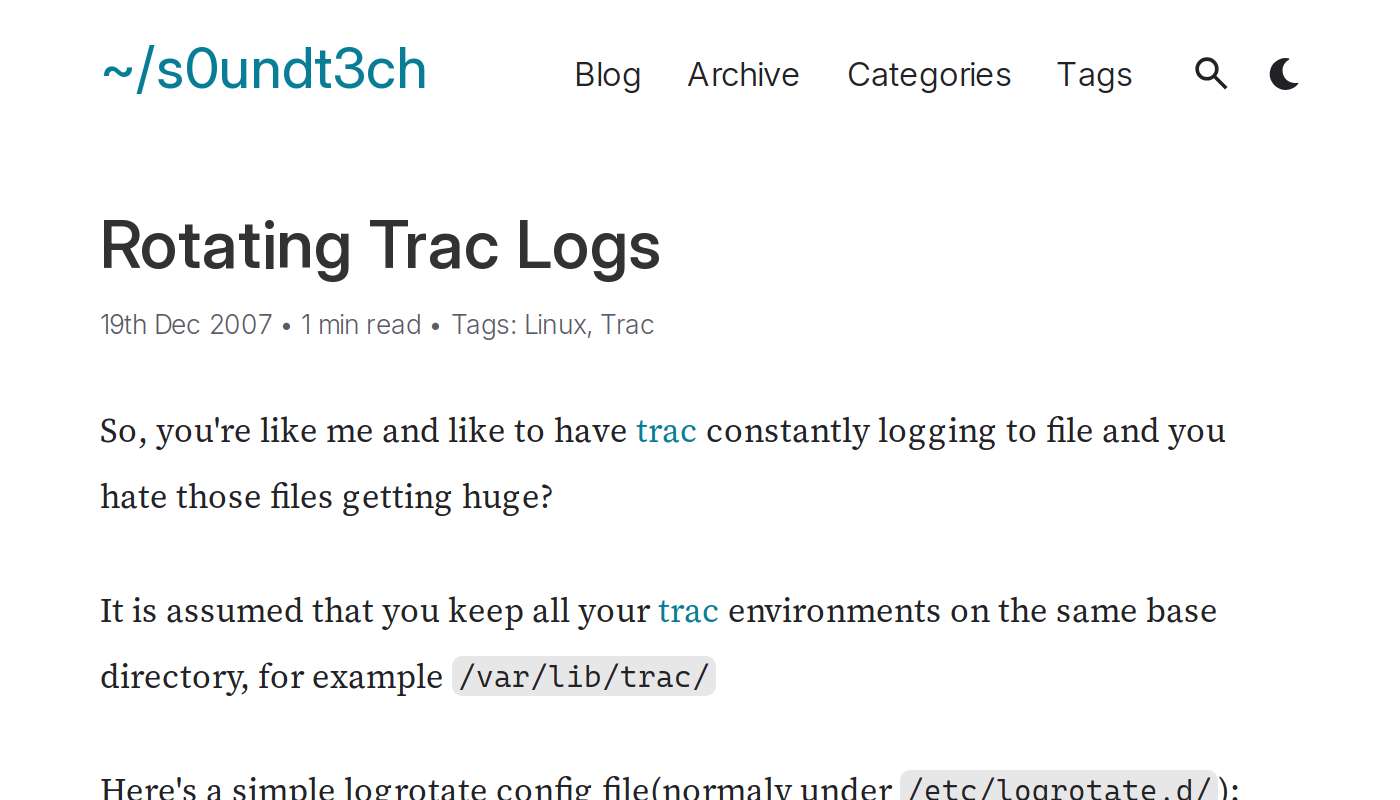 ~/s0undt3ch
Blog Archive Categories Tags
Rotating Trac Logs
19th Dec 2007 • 1 min read • Tags: Linux, Trac
So, you're like me and like to have trac constantly logging to file and you
hate those files getting huge?
It is assumed that you keep all your trac environments on the same base
directory, for example /var/lib/trac/
Here's a simple logrotate config file(normaly under /etc/logrotate.d/):